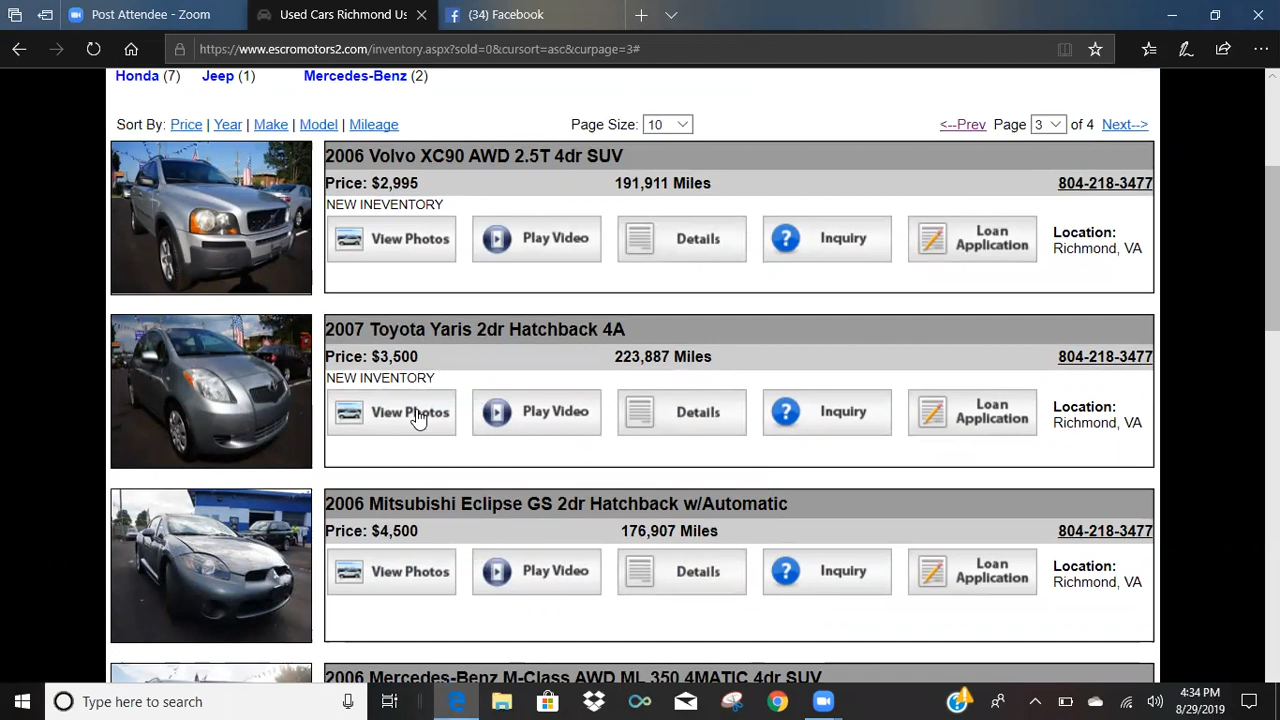 Post Attendee - Zoom
Used Cars Richmond Us
(34) Facebook
https://www.escromotors2.com/inventory.aspx?sold=0&cursort=asc&curpage=3#
Honda (7) Jeep (1) Mercedes-Benz (2)
Sort By: Price | Year | Make | Model | Mileage Page Size: 10 <--Prev Page 3 of 4 Next-->
2006 Volvo XC90 AWD 2.5T 4dr SUV
Price: $2,995 191,911 Miles 804-218-3477
NEW INEVENTORY
View Photos Play Video Details Inquiry Loan Application Location: Richmond, VA
2007 Toyota Yaris 2dr Hatchback 4A
Price: $3,500 223,887 Miles 804-218-3477
NEW INVENTORY
View Photos Play Video Details Inquiry Loan Application Location: Richmond, VA
2006 Mitsubishi Eclipse GS 2dr Hatchback w/Automatic
Price: $4,500 176,907 Miles 804-218-3477
View Photos Play Video Details Inquiry Loan Application Location: Richmond, VA
2006 Mercedes-Benz M-Class AWD ML 350 4MATIC 4dr SUV
Type here to search
4:34 PM
8/29/2019